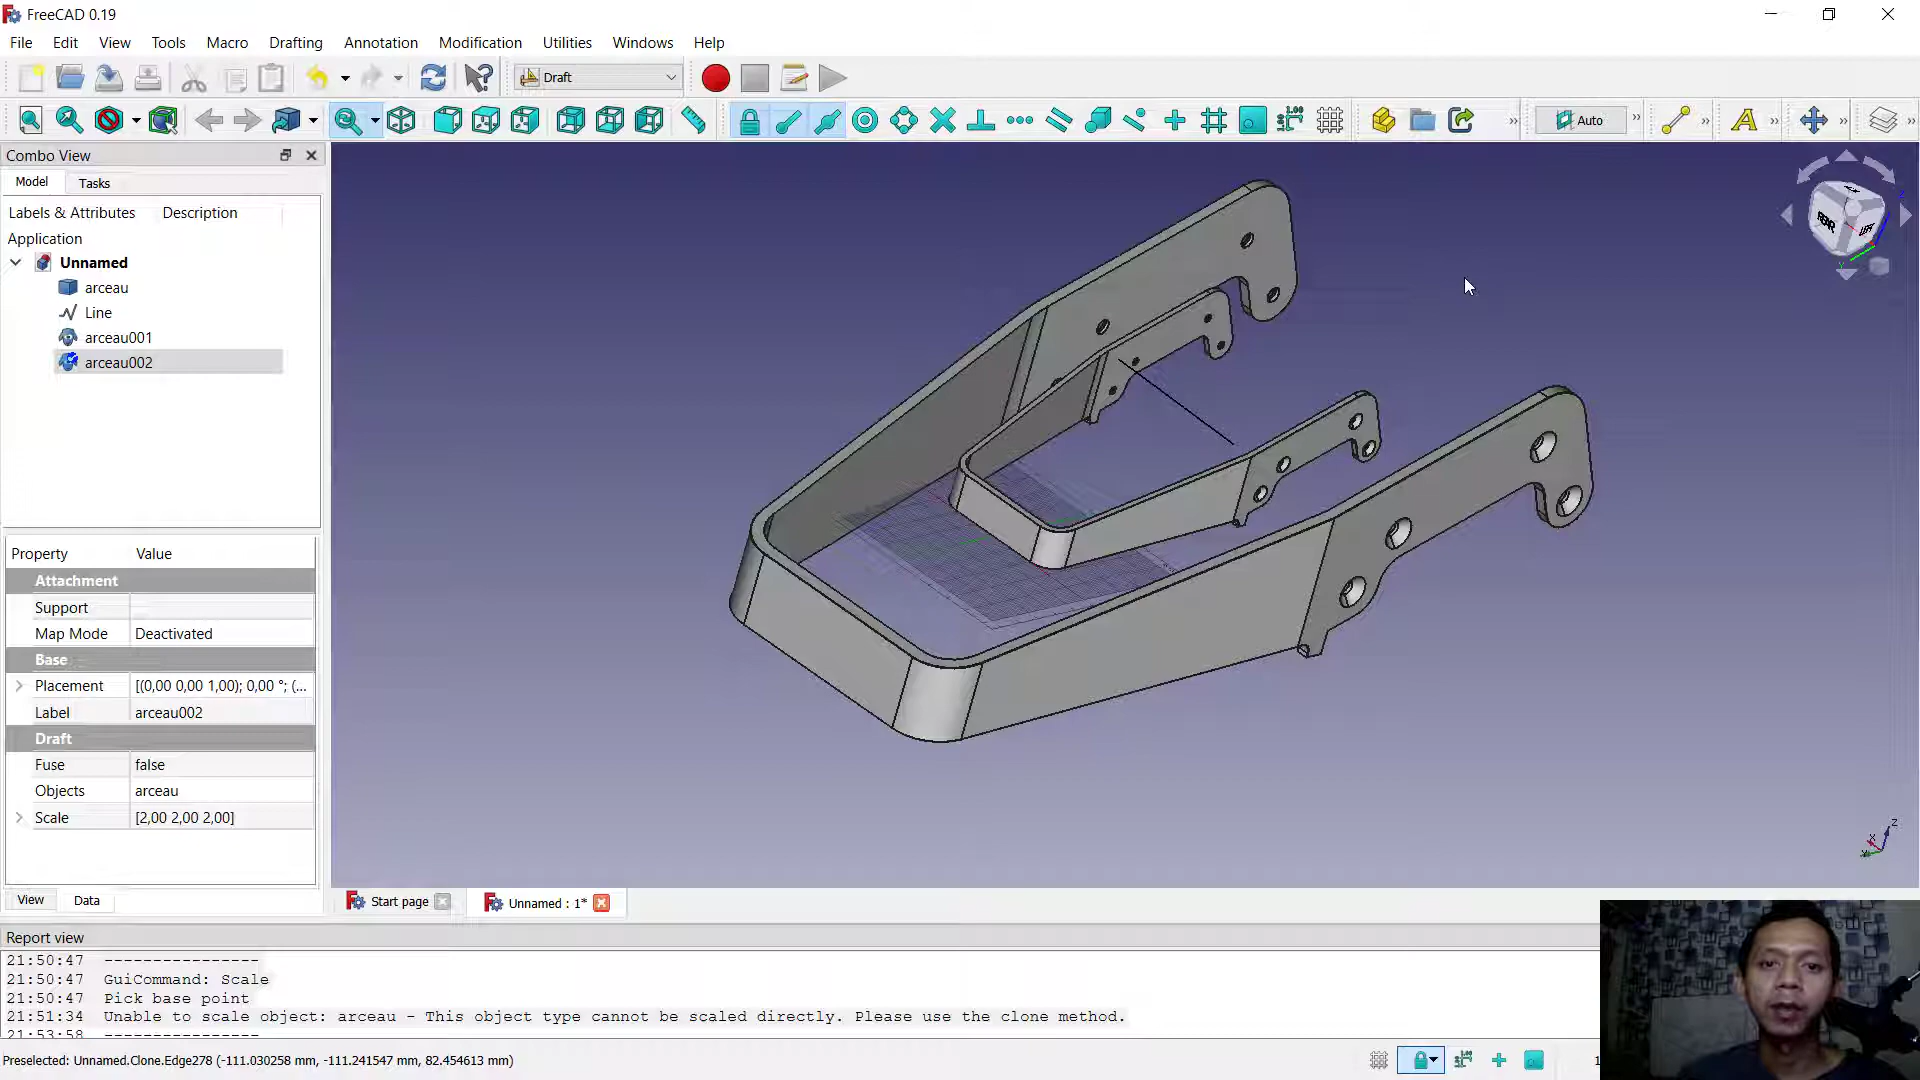 FreeCAD 0.19
File Edit View Tools Macro Drafting Annotation Modification Utilities Windows Help
Draft
Auto
Combo View
Model Tasks
Labels & Attributes Description
Application
Unnamed
arceau
Line
arceau001
arceau002
REAR LEFT
Property Value
Attachment
Support
Map Mode Deactivated
Base
Placement [(0,00 0,00 1,00); 0,00 °; (...
Label arceau002
Draft
Fuse false
Objects arceau
Scale [2,00 2,00 2,00]
View Data
Start page Unnamed : 1*
Report view
21:50:47 ----------------
21:50:47 GuiCommand: Scale
21:50:47 Pick base point
21:51:34 Unable to scale object: arceau - This object type cannot be scaled directly. Please use the clone method.
21:53:58 ----------------
Preselected: Unnamed.Clone.Edge278 (-111.030258 mm, -111.241547 mm, 82.454613 mm)